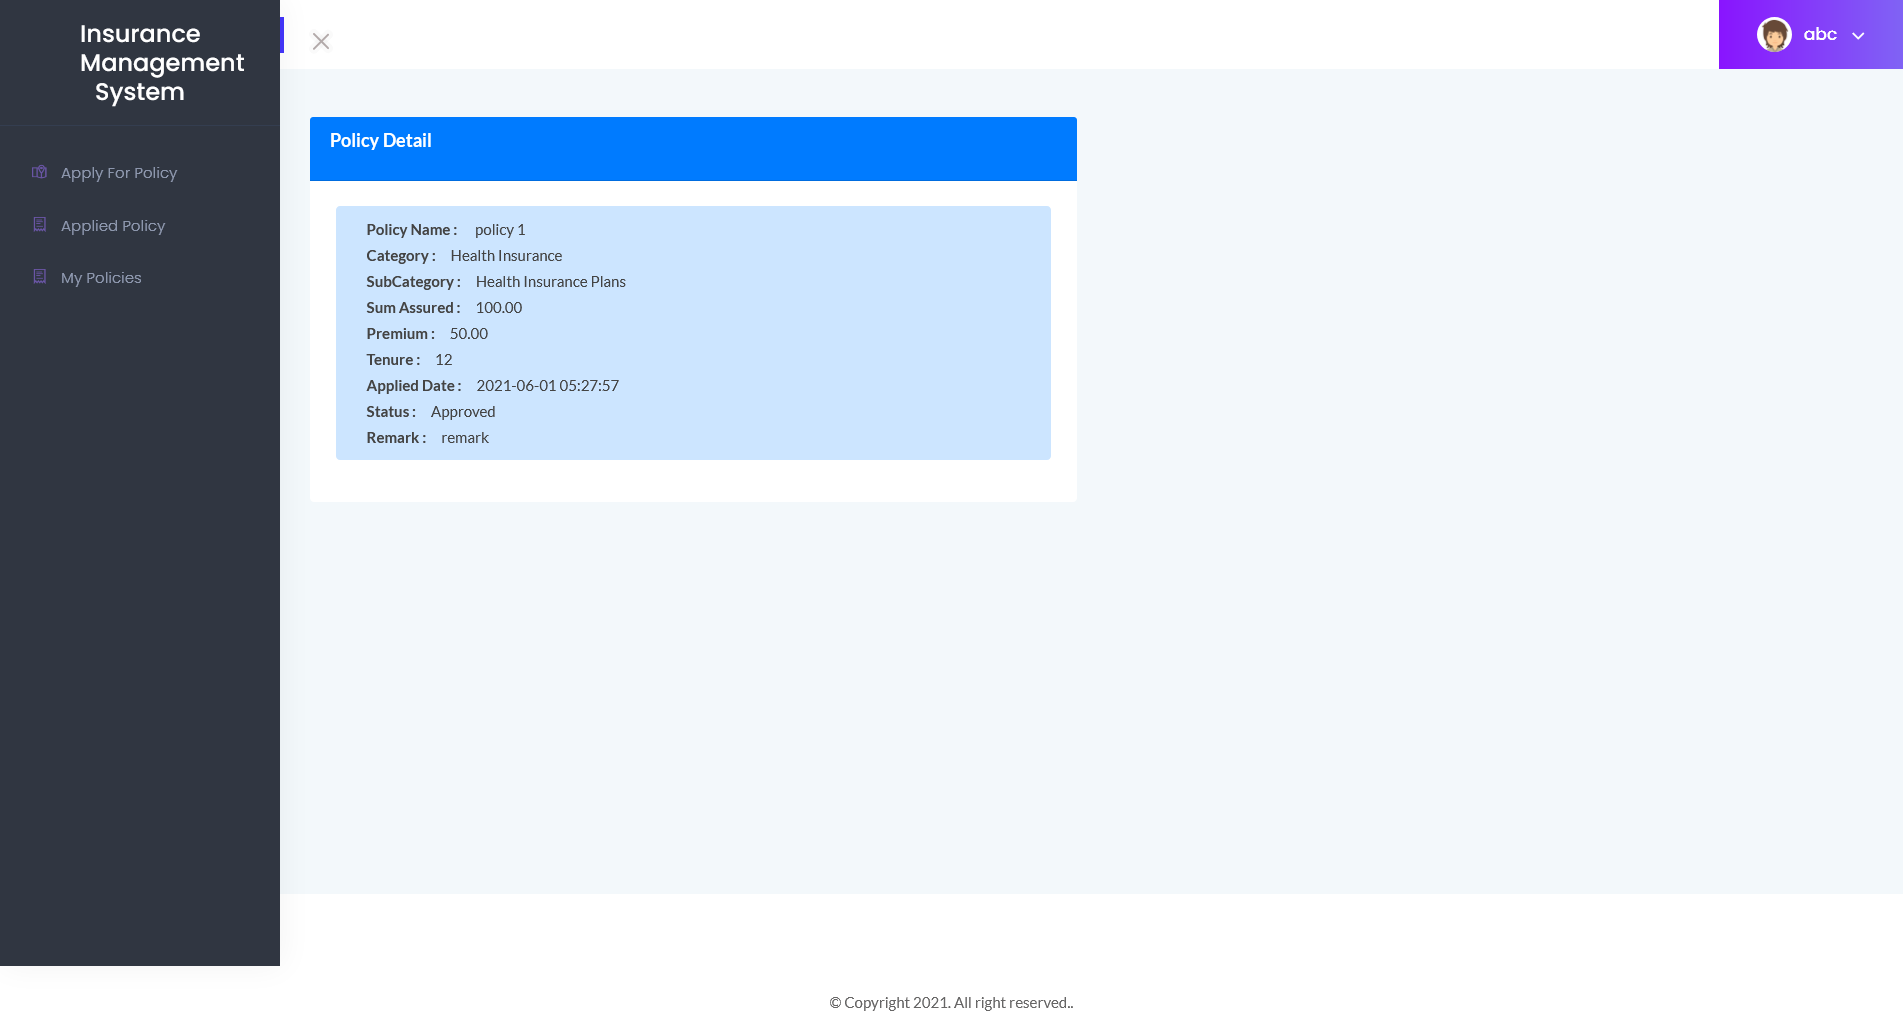 Insurance
Management
System
abc
Apply For Policy
Applied Policy
My Policies
Policy Detail
Policy Name : policy 1
Category : Health Insurance
SubCategory : Health Insurance Plans
Sum Assured : 100.00
Premium : 50.00
Tenure : 12
Applied Date : 2021-06-01 05:27:57
Status : Approved
Remark : remark
© Copyright 2021. All right reserved..